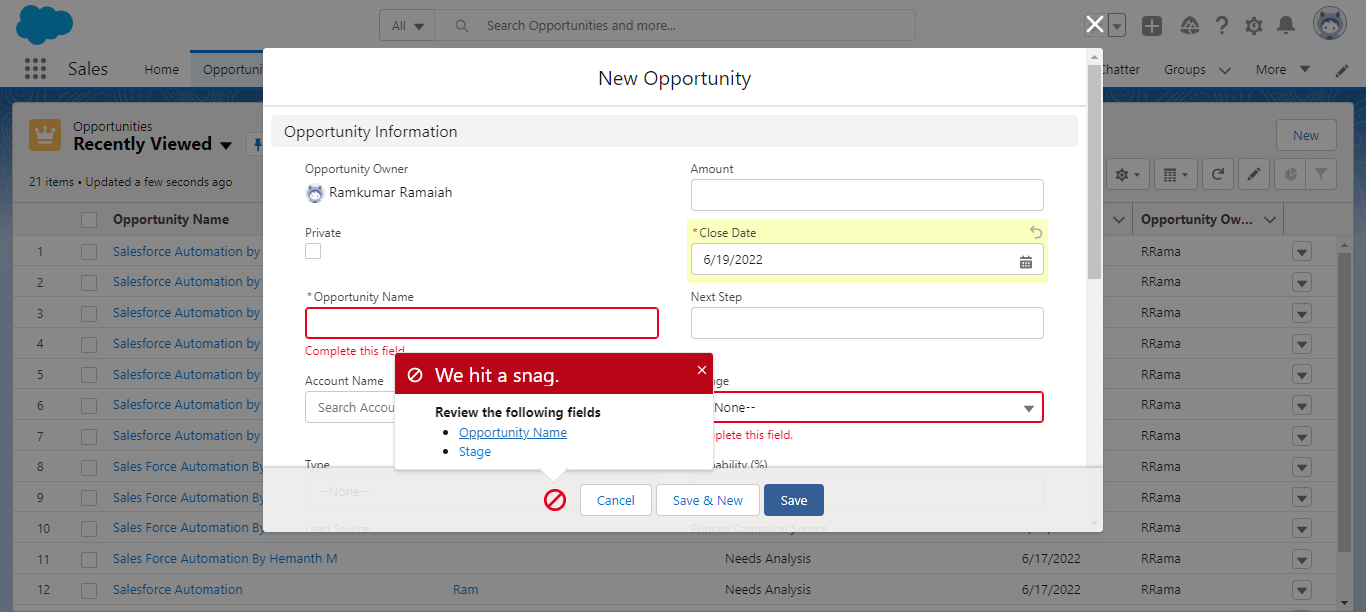 All
Search Opportunities and more...
Sales
Home
Opportuni
Chatter
Groups
More
Opportunities
Recently Viewed
21 items • Updated a few seconds ago
New
Opportunity Name
Opportunity Ow...
1 Salesforce Automation by RRama
2 Salesforce Automation by RRama
3 Salesforce Automation by RRama
4 Salesforce Automation by RRama
5 Salesforce Automation by RRama
6 Salesforce Automation by RRama
7 Salesforce Automation by RRama
8 Sales Force Automation By RRama
9 Sales Force Automation By RRama
10 Sales Force Automation By RRama
11 Sales Force Automation By Hemanth M Needs Analysis 6/17/2022 RRama
12 Salesforce Automation Ram Needs Analysis 6/17/2022 RRama
New Opportunity
Opportunity Information
Opportunity Owner
Ramkumar Ramaiah
Amount
Private
*Close Date
6/19/2022
*Opportunity Name
Complete this field
Next Step
Account Name
Search Accou
ge
None--
plete this field.
Type
--None--
ability (%)
Lead Source
Primary Campaign Source
We hit a snag.
Review the following fields
• Opportunity Name
• Stage
Cancel
Save & New
Save